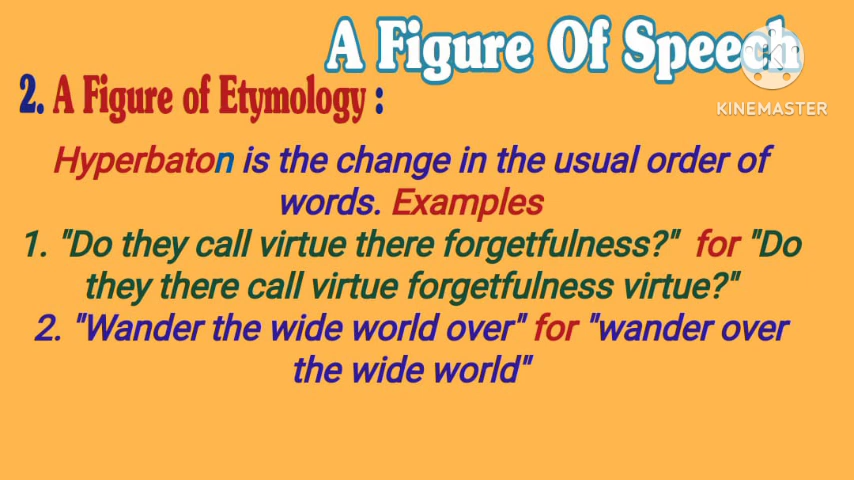 A Figure Of Speech
KINEMASTER
2. A Figure of Etymology :
Hyperbaton is the change in the usual order of
words. Examples
1. "Do they call virtue there forgetfulness?" for "Do
they there call virtue forgetfulness virtue?"
2. "Wander the wide world over" for "wander over
the wide world"